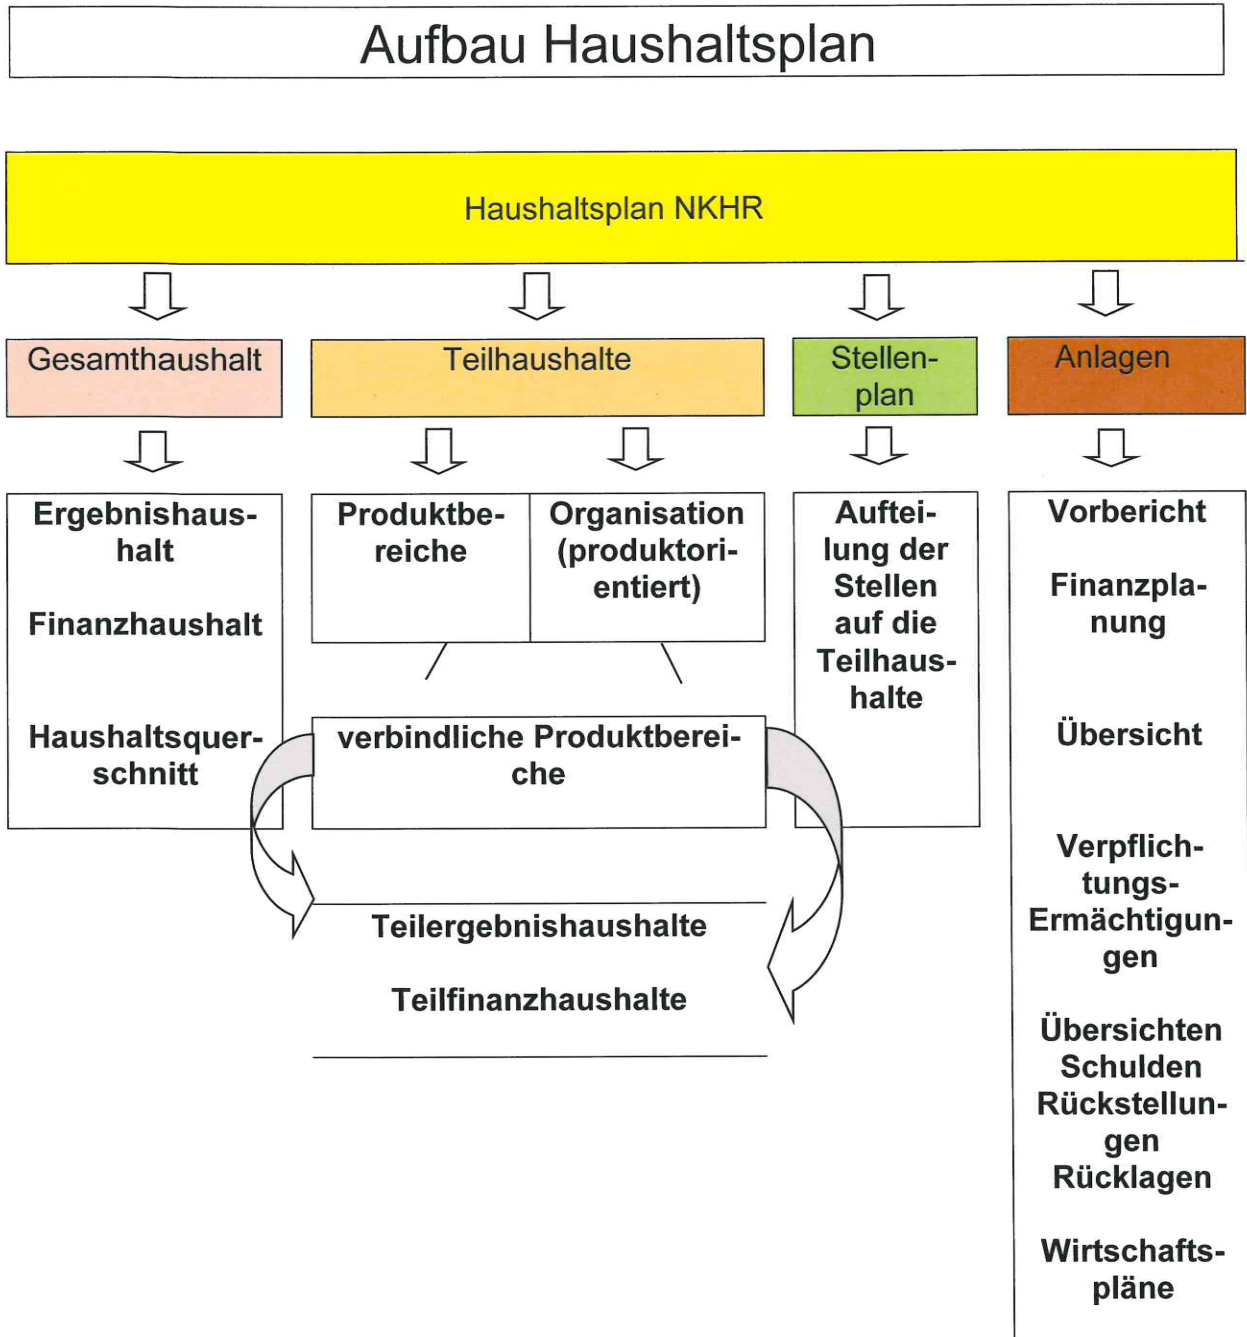 Aufbau Haushaltsplan
Haushaltsplan NKHR
Gesamthaushalt
Teilhaushalte
Stellen-
plan
Anlagen
Ergebnishaus-
halt
Finanzhaushalt
Haushaltsquer-
schnitt
Produktbe-
reiche
Organisation
(produktori-
entiert)
verbindliche Produktberei-
che
Teilergebnishaushalte
Teilfinanzhaushalte
Auftei-
lung der
Stellen
auf die
Teilhaus-
halte
Vorbericht
Finanzpla-
nung
Übersicht
Verpflich-
tungs-
Ermächtigun-
gen
Übersichten
Schulden
Rückstellun-
gen
Rücklagen
Wirtschafts-
pläne